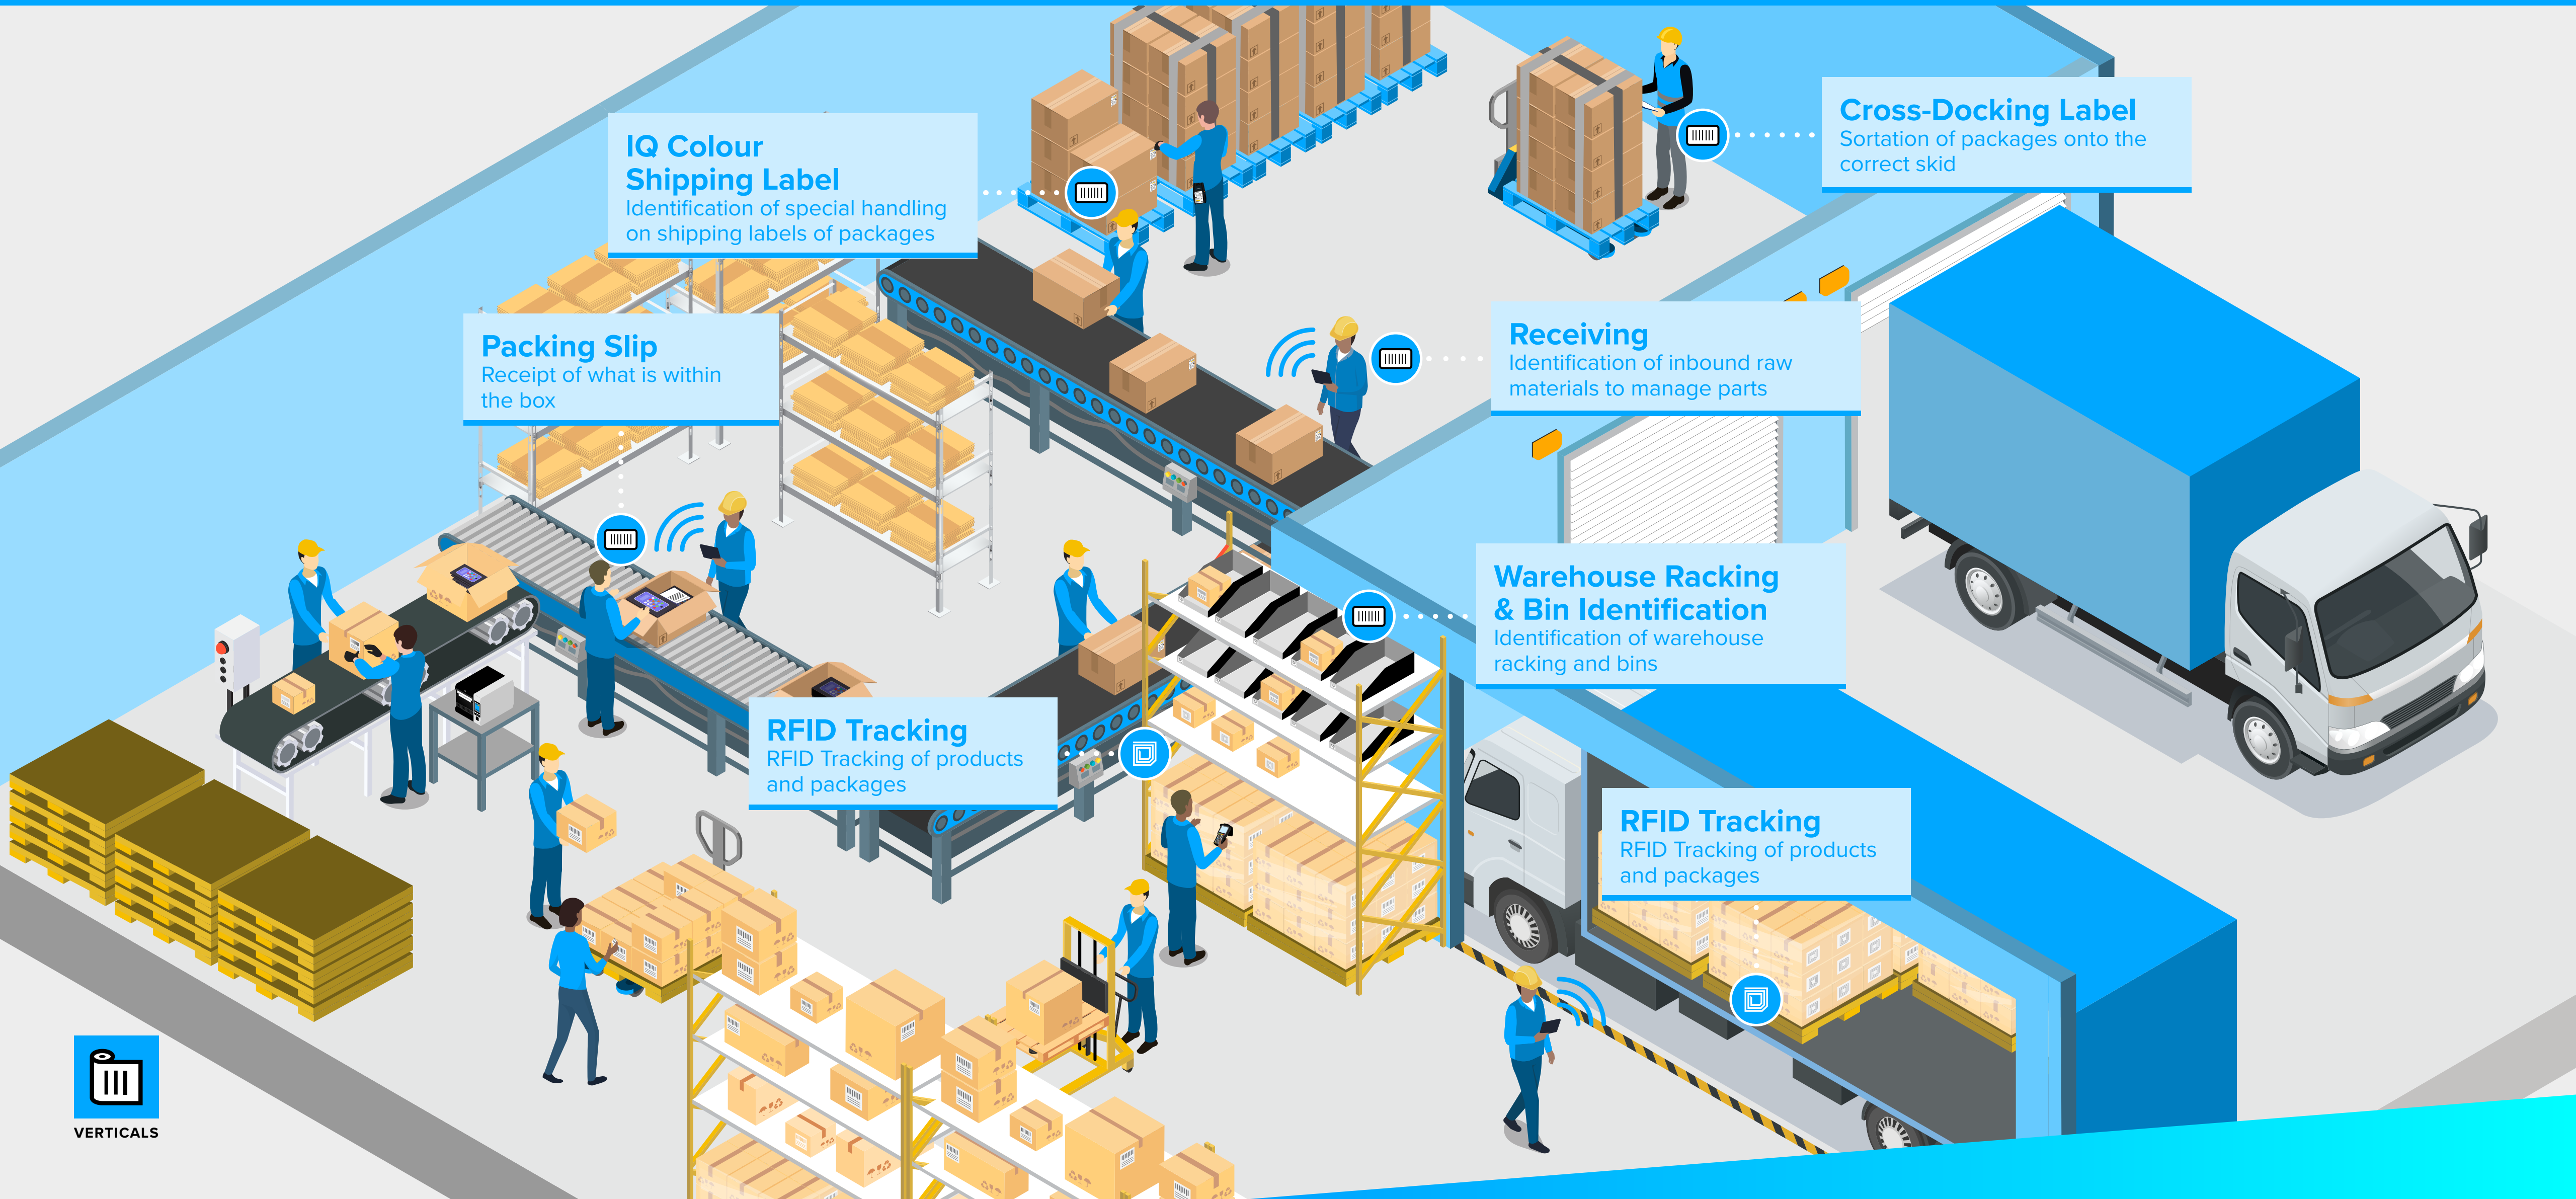 Cross-Docking Label
Sortation of packages onto the
correct skid
IQ Colour
Shipping Label
Identification of special handling
on shipping labels of packages
Receiving
Identification of inbound raw
materials to manage parts
Packing Slip
Receipt of what is within
the box
Warehouse Racking
& Bin Identification
Identification of warehouse
racking and bins
RFID Tracking
RFID Tracking of products
and packages
RFID Tracking
RFID Tracking of products
and packages
VERTICALS